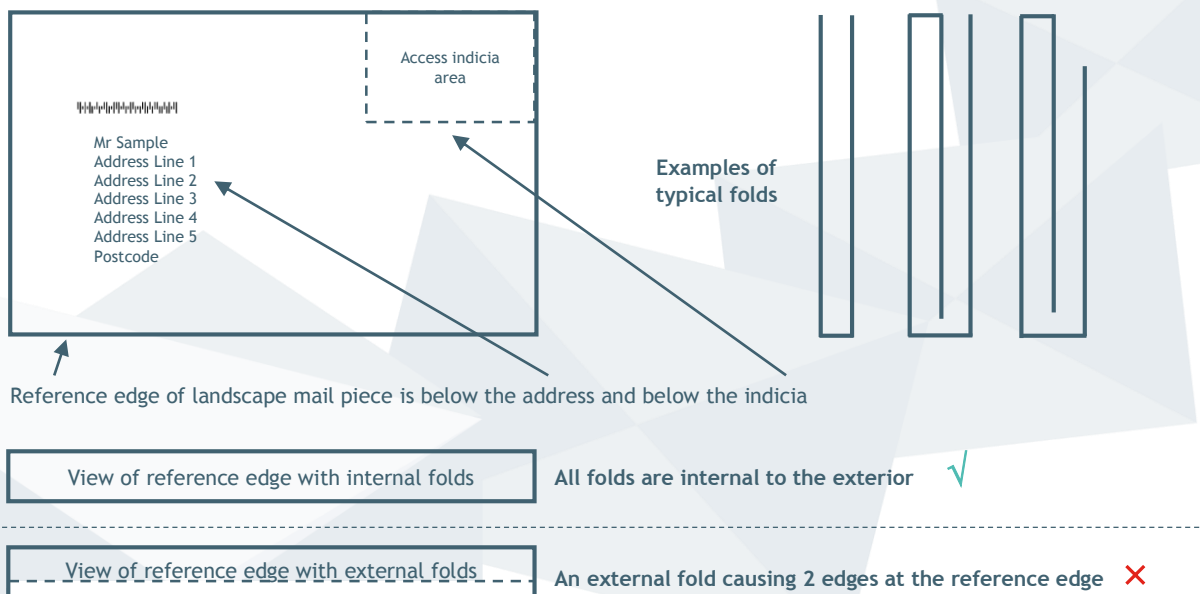 Access indicia
area
Mr Sample
Address Line 1
Address Line 2
Address Line 3
Address Line 4
Address Line 5
Postcode
Examples of
typical folds
Reference edge of landscape mail piece is below the address and below the indicia
View of reference edge with internal folds
All folds are internal to the exterior √
View of reference edge with external folds
An external fold causing 2 edges at the reference edge ✕